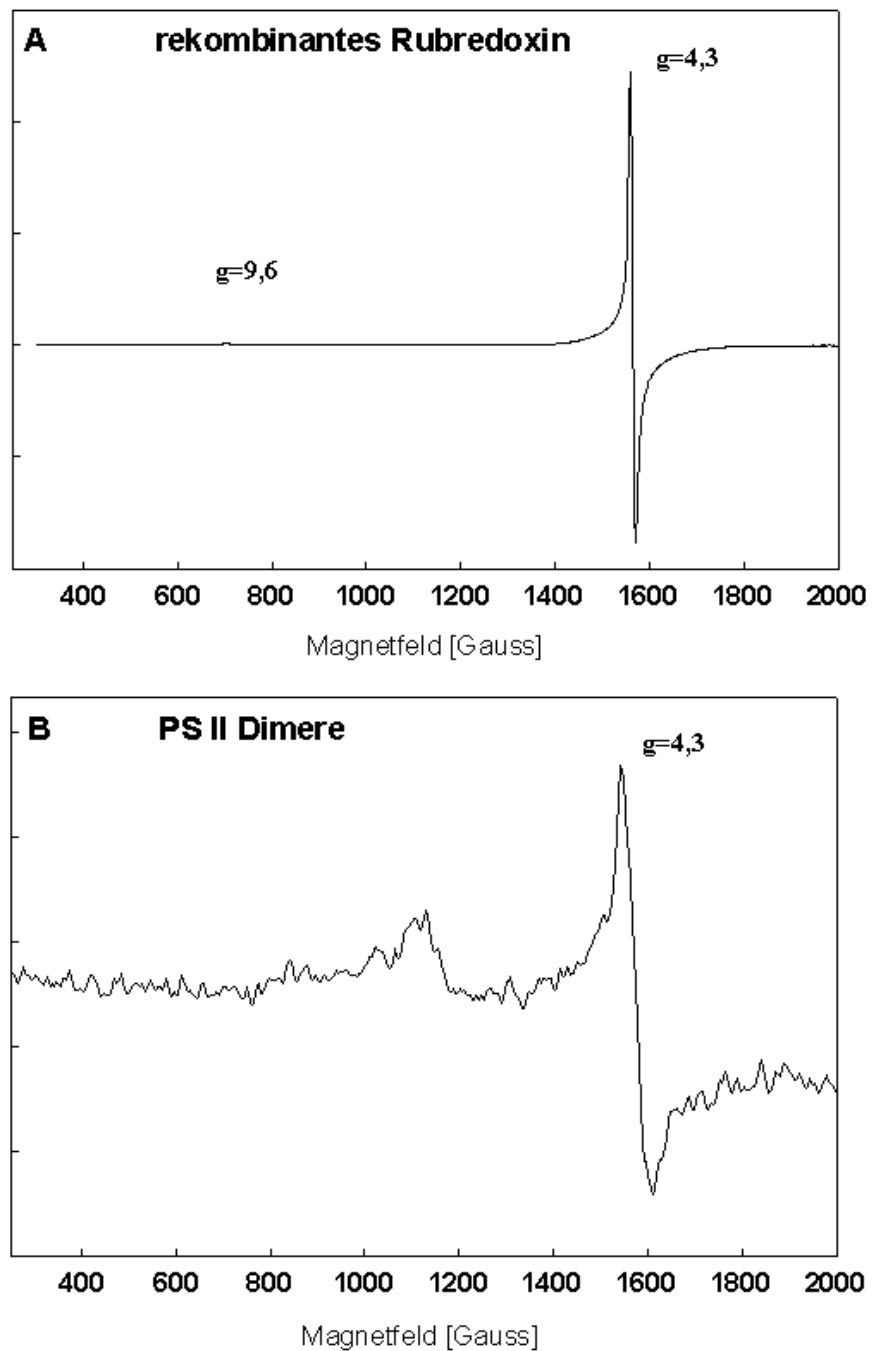 A rekombinantes Rubredoxin
g=4,3
g=9,6
400 600 800 1000 1200 1400 1600 1800 2000
Magnetfeld [Gauss]
B PS II Dimere
g=4,3
400 600 800 1000 1200 1400 1600 1800 2000
Magnetfeld [Gauss]